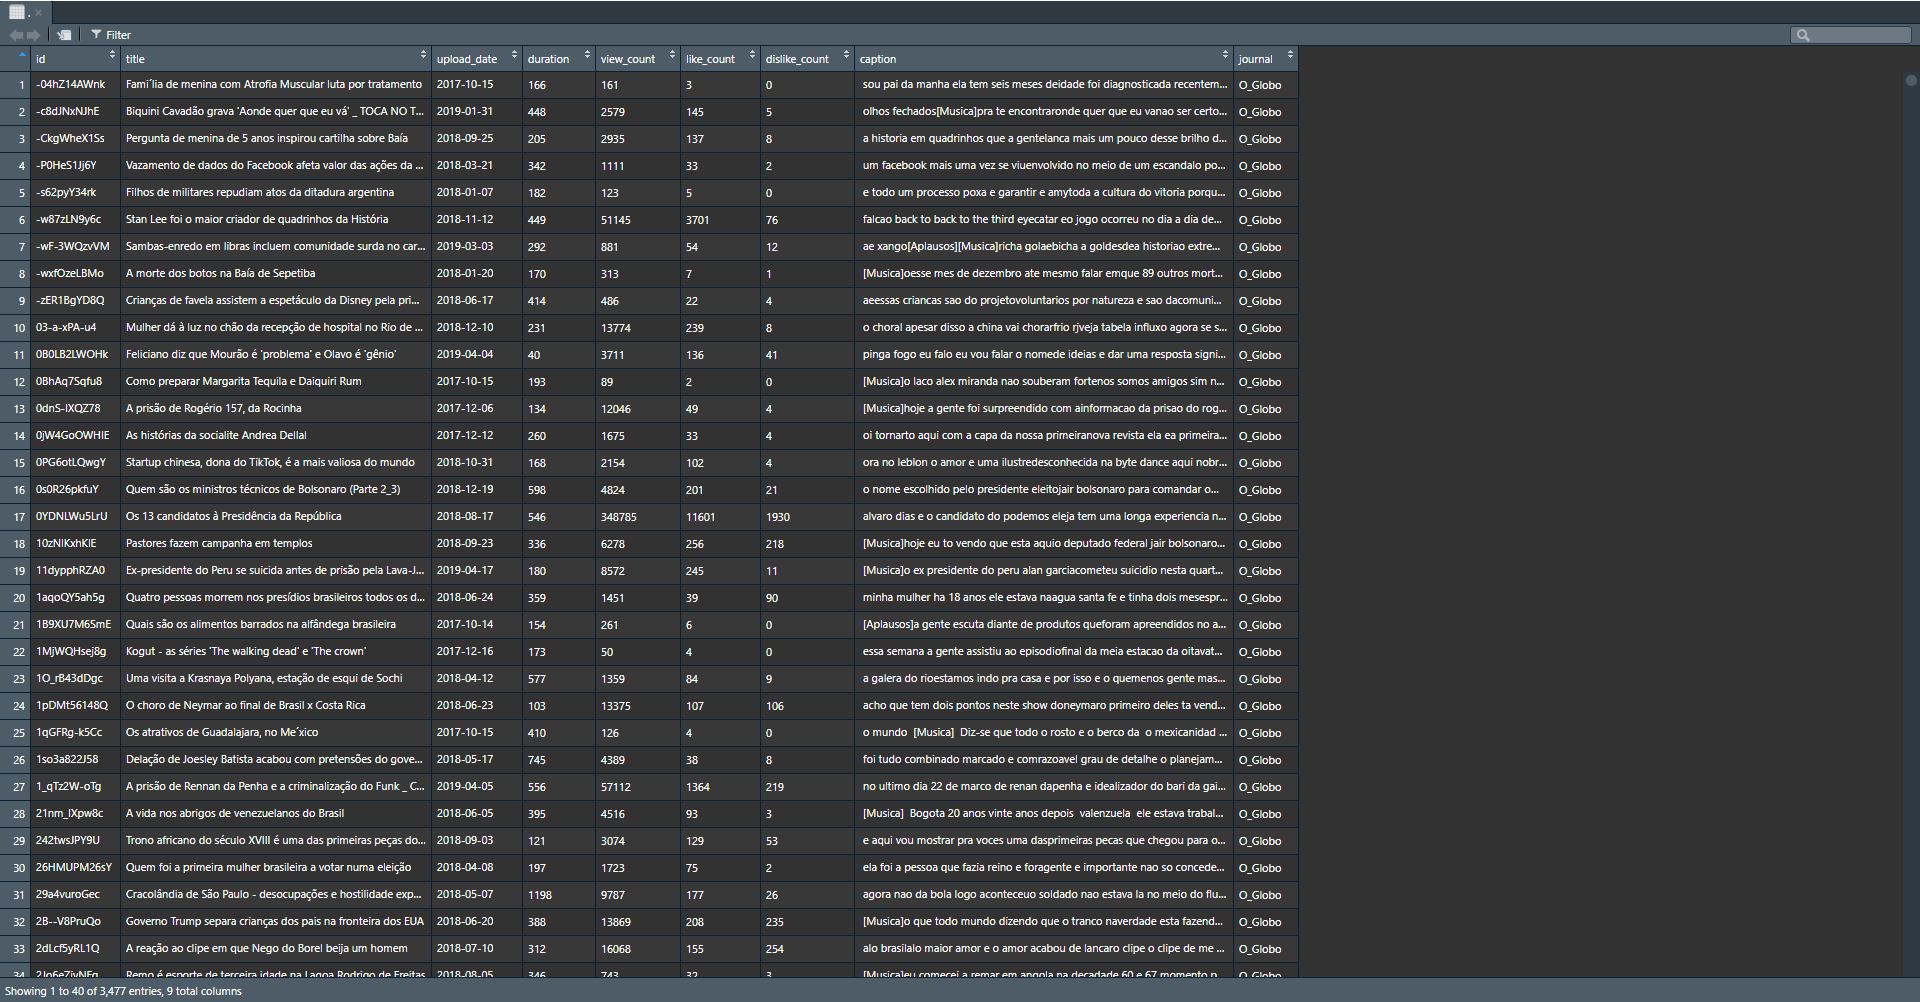 .
Filter
id title upload_date duration view_count like_count dislike_count caption journal
1 -04hZ14AWnk Fami´lia de menina com Atrofia Muscular luta por tratamento 2017-10-15 166 161 3 0 sou pai da manha ela tem seis meses deidade foi diagnosticada recentem... O_Globo
2 -c8dJNxNJhE Biquini Cavadão grava 'Aonde quer que eu vá' _ TOCA NO T... 2019-01-31 448 2579 145 5 olhos fechados[Musica]pra te encontraronde quer que eu vanao ser certo... O_Globo
3 -CkgWheX1Ss Pergunta de menina de 5 anos inspirou cartilha sobre Baía 2018-09-25 205 2935 137 8 a historia em quadrinhos que a gentelanca mais um pouco desse brilho d... O_Globo
4 -P0HeS1Jj6Y Vazamento de dados do Facebook afeta valor das ações da ... 2018-03-21 342 1111 33 2 um facebook mais uma vez se viuenvolvido no meio de um escandalo po... O_Globo
5 -s62pyY34rk Filhos de militares repudiam atos da ditadura argentina 2018-01-07 182 123 5 0 e todo um processo poxa e garantir e amytoda a cultura do vitoria porqu... O_Globo
6 -w87zLN9y6c Stan Lee foi o maior criador de quadrinhos da História 2018-11-12 449 51145 3701 76 falcao back to back to the third eyecatar eo jogo ocorreu no dia a dia de... O_Globo
7 -wF-3WQzvVM Sambas-enredo em libras incluem comunidade surda no car... 2019-03-03 292 881 54 12 ae xango[Aplausos][Musica]richa golaebicha a goldesdea historiao extre... O_Globo
8 -wxfOzeLBMo A morte dos botos na Baía de Sepetiba 2018-01-20 170 313 7 1 [Musica]oesse mes de dezembro ate mesmo falar emque 89 outros mort... O_Globo
9 -zER1BgYD8Q Crianças de favela assistem a espetáculo da Disney pela pri... 2018-06-17 414 486 22 4 aeessas criancas sao do projetovoluntarios por natureza e sao dacomuni... O_Globo
10 03-a-xPA-u4 Mulher dá à luz no chão da recepção de hospital no Rio de ... 2018-12-10 231 13774 239 8 o choral apesar disso a china vai chorarfrio rjveja tabela influxo agora se s... O_Globo
11 0B0LB2LWOHk Feliciano diz que Mourão é 'problema' e Olavo é 'gênio' 2019-04-04 40 3711 136 41 pinga fogo eu falo eu vou falar o nomede ideias e dar uma resposta signi... O_Globo
12 0BhAq7Sqfu8 Como preparar Margarita Tequila e Daiquiri Rum 2017-10-15 193 89 2 0 [Musica]o laco alex miranda nao souberam fortenos somos amigos sim n... O_Globo
13 0dnS-IXQZ78 A prisão de Rogério 157, da Rocinha 2017-12-06 134 12046 49 4 [Musica]hoje a gente foi surpreendido com ainformacao da prisao do rog... O_Globo
14 0jW4GoOWHIE As histórias da socialite Andrea Dellal 2017-12-12 260 1675 33 4 oi tornarto aqui com a capa da nossa primeiranova revista ela ea primeira... O_Globo
15 0PG6otLQwgY Startup chinesa, dona do TikTok, é a mais valiosa do mundo 2018-10-31 168 2154 102 4 ora no leblon o amor e uma ilustredesconhecida na byte dance aqui nobr... O_Globo
16 0s0R26pkfuY Quem são os ministros técnicos de Bolsonaro (Parte 2_3) 2018-12-19 598 4824 201 21 o nome escolhido pelo presidente eleitojair bolsonaro para comandar o... O_Globo
17 0YDNLWu5LrU Os 13 candidatos à Presidência da República 2018-08-17 546 348785 11601 1930 alvaro dias e o candidato do podemos eleja tem uma longa experiencia n... O_Globo
18 10zNIKxhKlE Pastores fazem campanha em templos 2018-09-23 336 6278 256 218 [Musica]hoje eu to vendo que esta aquio deputado federal jair bolsonaro... O_Globo
19 11dypphRZA0 Ex-presidente do Peru se suicida antes de prisão pela Lava-J... 2019-04-17 180 8572 245 11 [Musica]o ex presidente do peru alan garciacometeu suicidio nesta quart... O_Globo
20 1aqoQY5ah5g Quatro pessoas morrem nos presídios brasileiros todos os d... 2018-06-24 359 1451 39 90 minha mulher ha 18 anos ele estava naagua santa fe e tinha dois mesespr... O_Globo
21 1B9XU7M6SmE Quais são os alimentos barrados na alfândega brasileira 2017-10-14 154 261 6 0 [Aplausos]a gente escuta diante de produtos queforam apreendidos no a... O_Globo
22 1MjWQHsej8g Kogut - as séries 'The walking dead' e 'The crown' 2017-12-16 173 50 4 0 essa semana a gente assistiu ao episodiofinal da meia estacao da oitavat... O_Globo
23 1O_rB43dDgc Uma visita a Krasnaya Polyana, estação de esqui de Sochi 2018-04-12 577 1359 84 9 a galera do rioestamos indo pra casa e por isso e o quemenos gente mas... O_Globo
24 1pDMt56148Q O choro de Neymar ao final de Brasil x Costa Rica 2018-06-23 103 13375 107 106 acho que tem dois pontos neste show doneymaro primeiro deles ta vend... O_Globo
25 1qGFRg-k5Cc Os atrativos de Guadalajara, no Me´xico 2017-10-15 410 126 4 0 o mundo [Musica] Diz-se que todo o rosto e o berco da o mexicanidad ... O_Globo
26 1so3a822J58 Delação de Joesley Batista acabou com pretensões do gove... 2018-05-17 745 4389 38 8 foi tudo combinado marcado e comrazoavel grau de detalhe o planejam... O_Globo
27 1_qTz2W-oTg A prisão de Rennan da Penha e a criminalização do Funk _ C... 2019-04-05 556 57112 1364 219 no ultimo dia 22 de marco de renan dapenha e idealizador do bari da gai... O_Globo
28 21nm_lXpw8c A vida nos abrigos de venezuelanos do Brasil 2018-06-05 395 4516 93 3 [Musica] Bogota 20 anos vinte anos depois valenzuela ele estava trabal... O_Globo
29 242twsJPY9U Trono africano do século XVIII é uma das primeiras peças do... 2018-09-03 121 3074 129 53 e aqui vou mostrar pra voces uma dasprimeiras pecas que chegou para o... O_Globo
30 26HMUPM26sY Quem foi a primeira mulher brasileira a votar numa eleição 2018-04-08 197 1723 75 2 ela foi a pessoa que fazia reino e foragente e importante nao so concede... O_Globo
31 29a4vuroGec Cracolândia de São Paulo - desocupações e hostilidade exp... 2018-05-07 1198 9787 177 26 agora nao da bola logo aconteceuo soldado nao estava la no meio do flu... O_Globo
32 2B--V8PruQo Governo Trump separa crianças dos pais na fronteira dos EUA 2018-06-20 388 13869 208 235 [Musica]o que todo mundo dizendo que o tranco naverdade esta fazend... O_Globo
33 2dLcf5yRL1Q A reação ao clipe em que Nego do Borel beija um homem 2018-07-10 312 16068 155 254 alo brasilalo maior amor e o amor acabou de lancaro clipe o clipe de me ... O_Globo
34 2Jo6eZivNFg Remo é esporte de terceira idade na Lagoa Rodrigo de Freitas 2018-08-05 346 743 32 3 [Musica]eu comecei a remar em angola na decadade 60 e 67 momento n... O_Globo
Showing 1 to 40 of 3,477 entries, 9 total columns